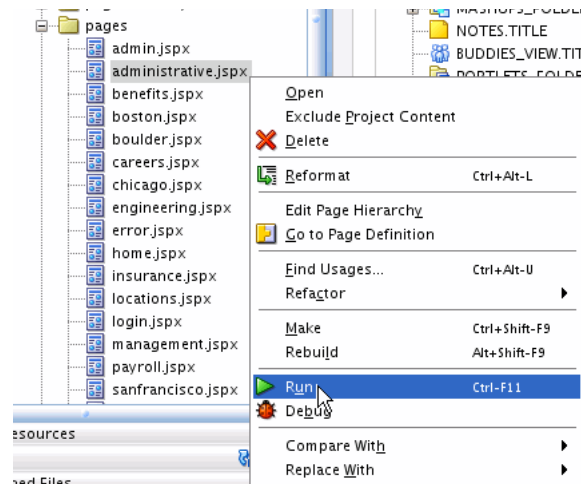 pages
admin.jspx
administrative.jspx
benefits.jspx
boston.jspx
boulder.jspx
careers.jspx
chicago.jspx
engineering.jspx
error.jspx
home.jspx
insurance.jspx
locations.jspx
login.jspx
management.jspx
payroll.jspx
sanfrancisco.jspx
esources
NOTES.TITLE
BUDDIES_VIEW.TIT
Open
Exclude Project Content
Delete
Reformat Ctrl+Alt-L
Edit Page Hierarchy
Go to Page Definition
Find Usages... Ctrl+Alt-U
Refactor
Make Ctrl+Shift-F9
Rebuild Alt+Shift-F9
Run Ctrl-F11
Debug
Compare With
Replace With